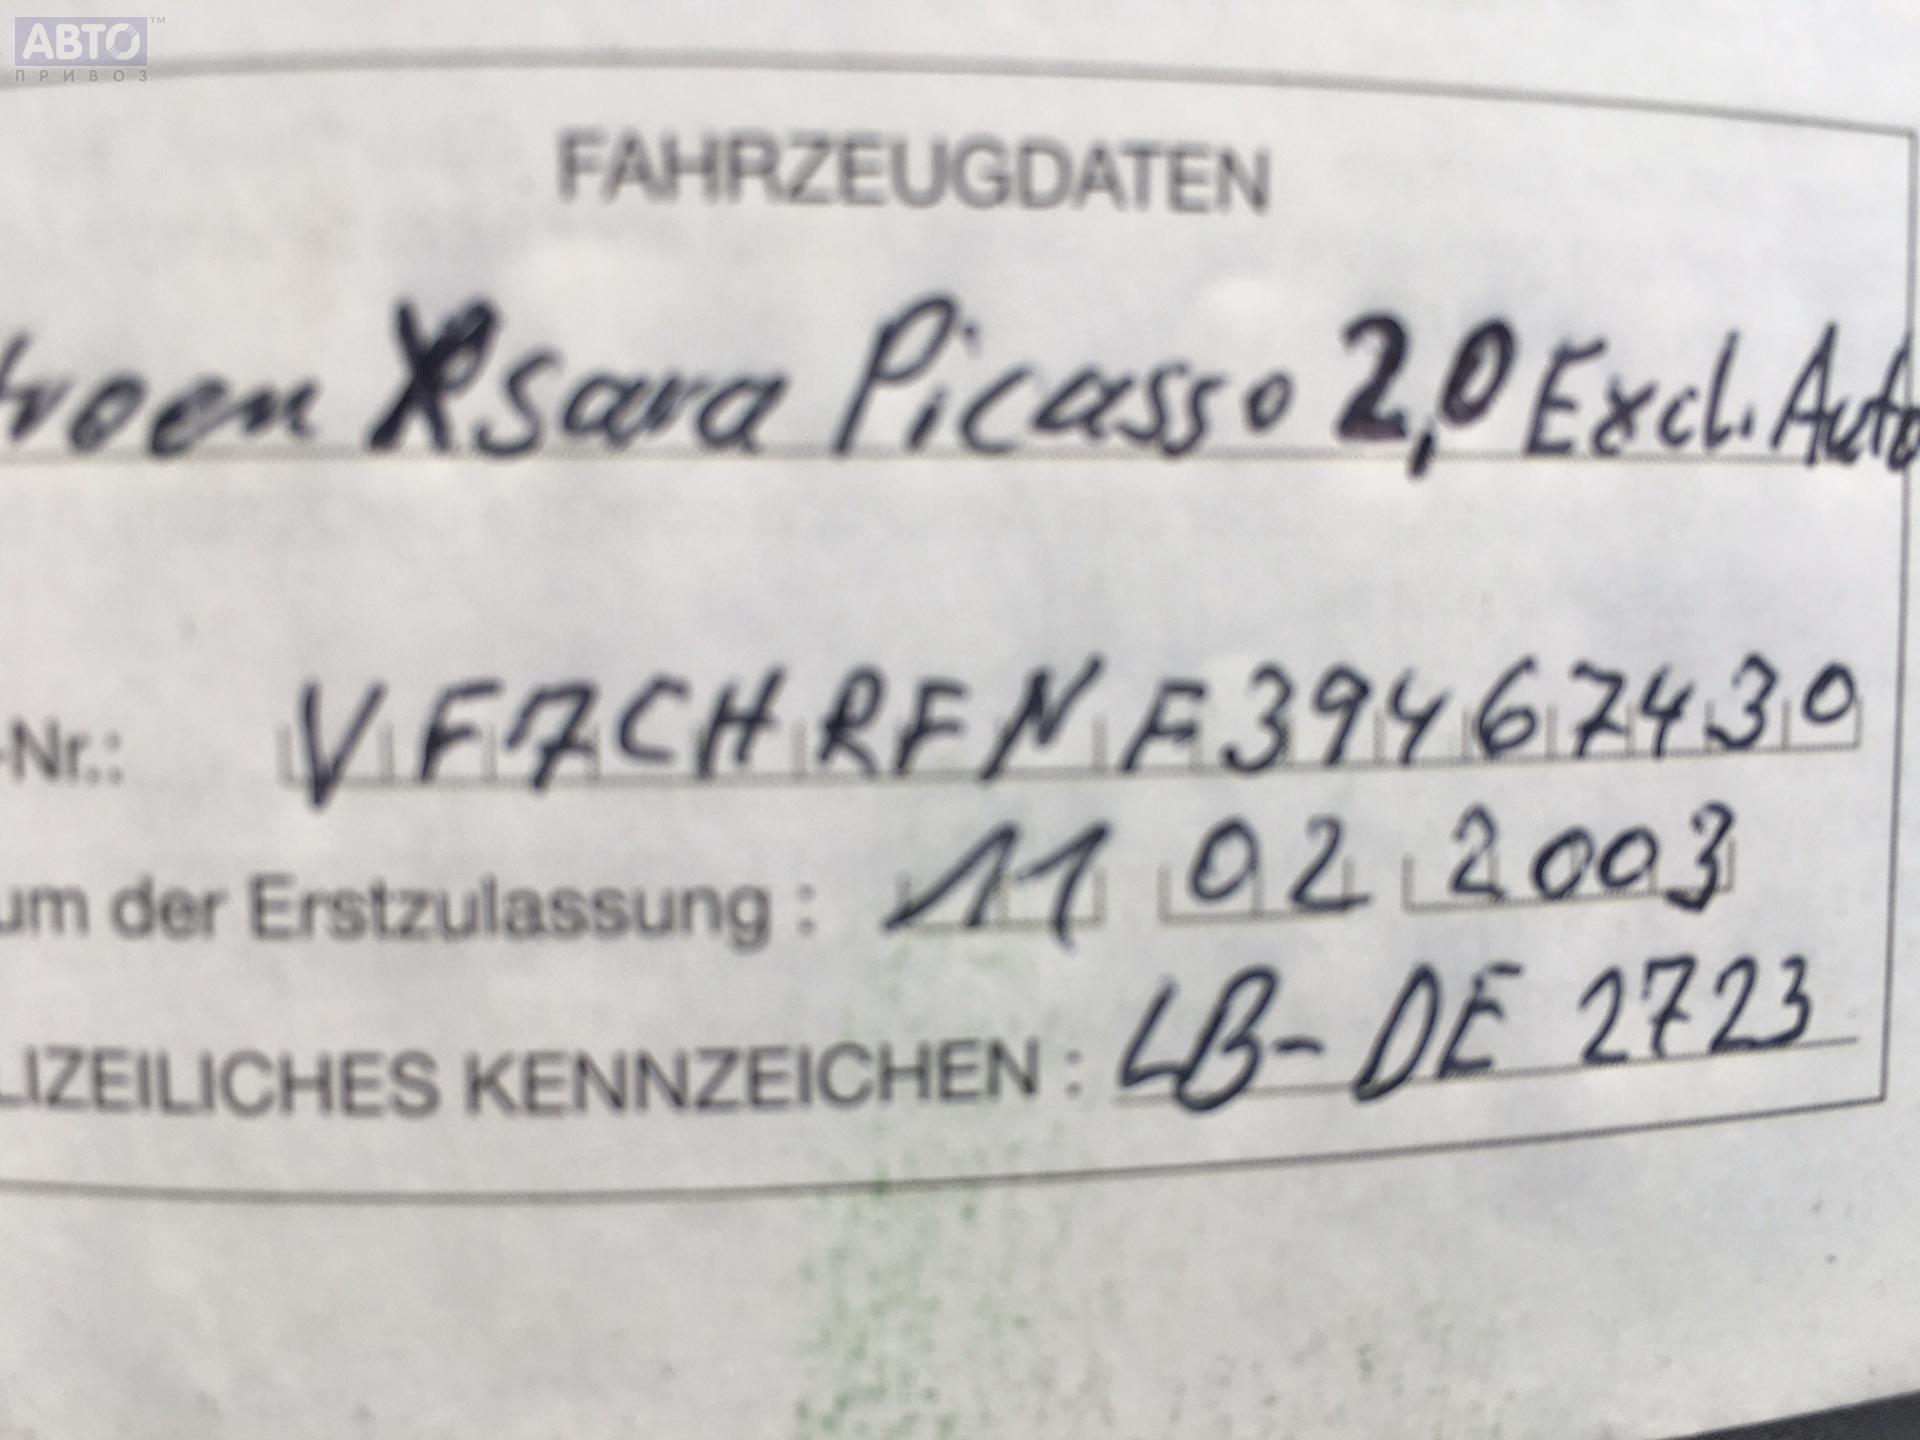 АВТО™
ПРИВОЗ
FAHRZEUGDATEN
troen Xsara Picasso 2,0 Excl. Auto
-Nr.: VF7CHRFNF39467430
um der Erstzulassung : 11 02 2003
LIZEILICHES KENNZEICHEN : LB-DE 2723